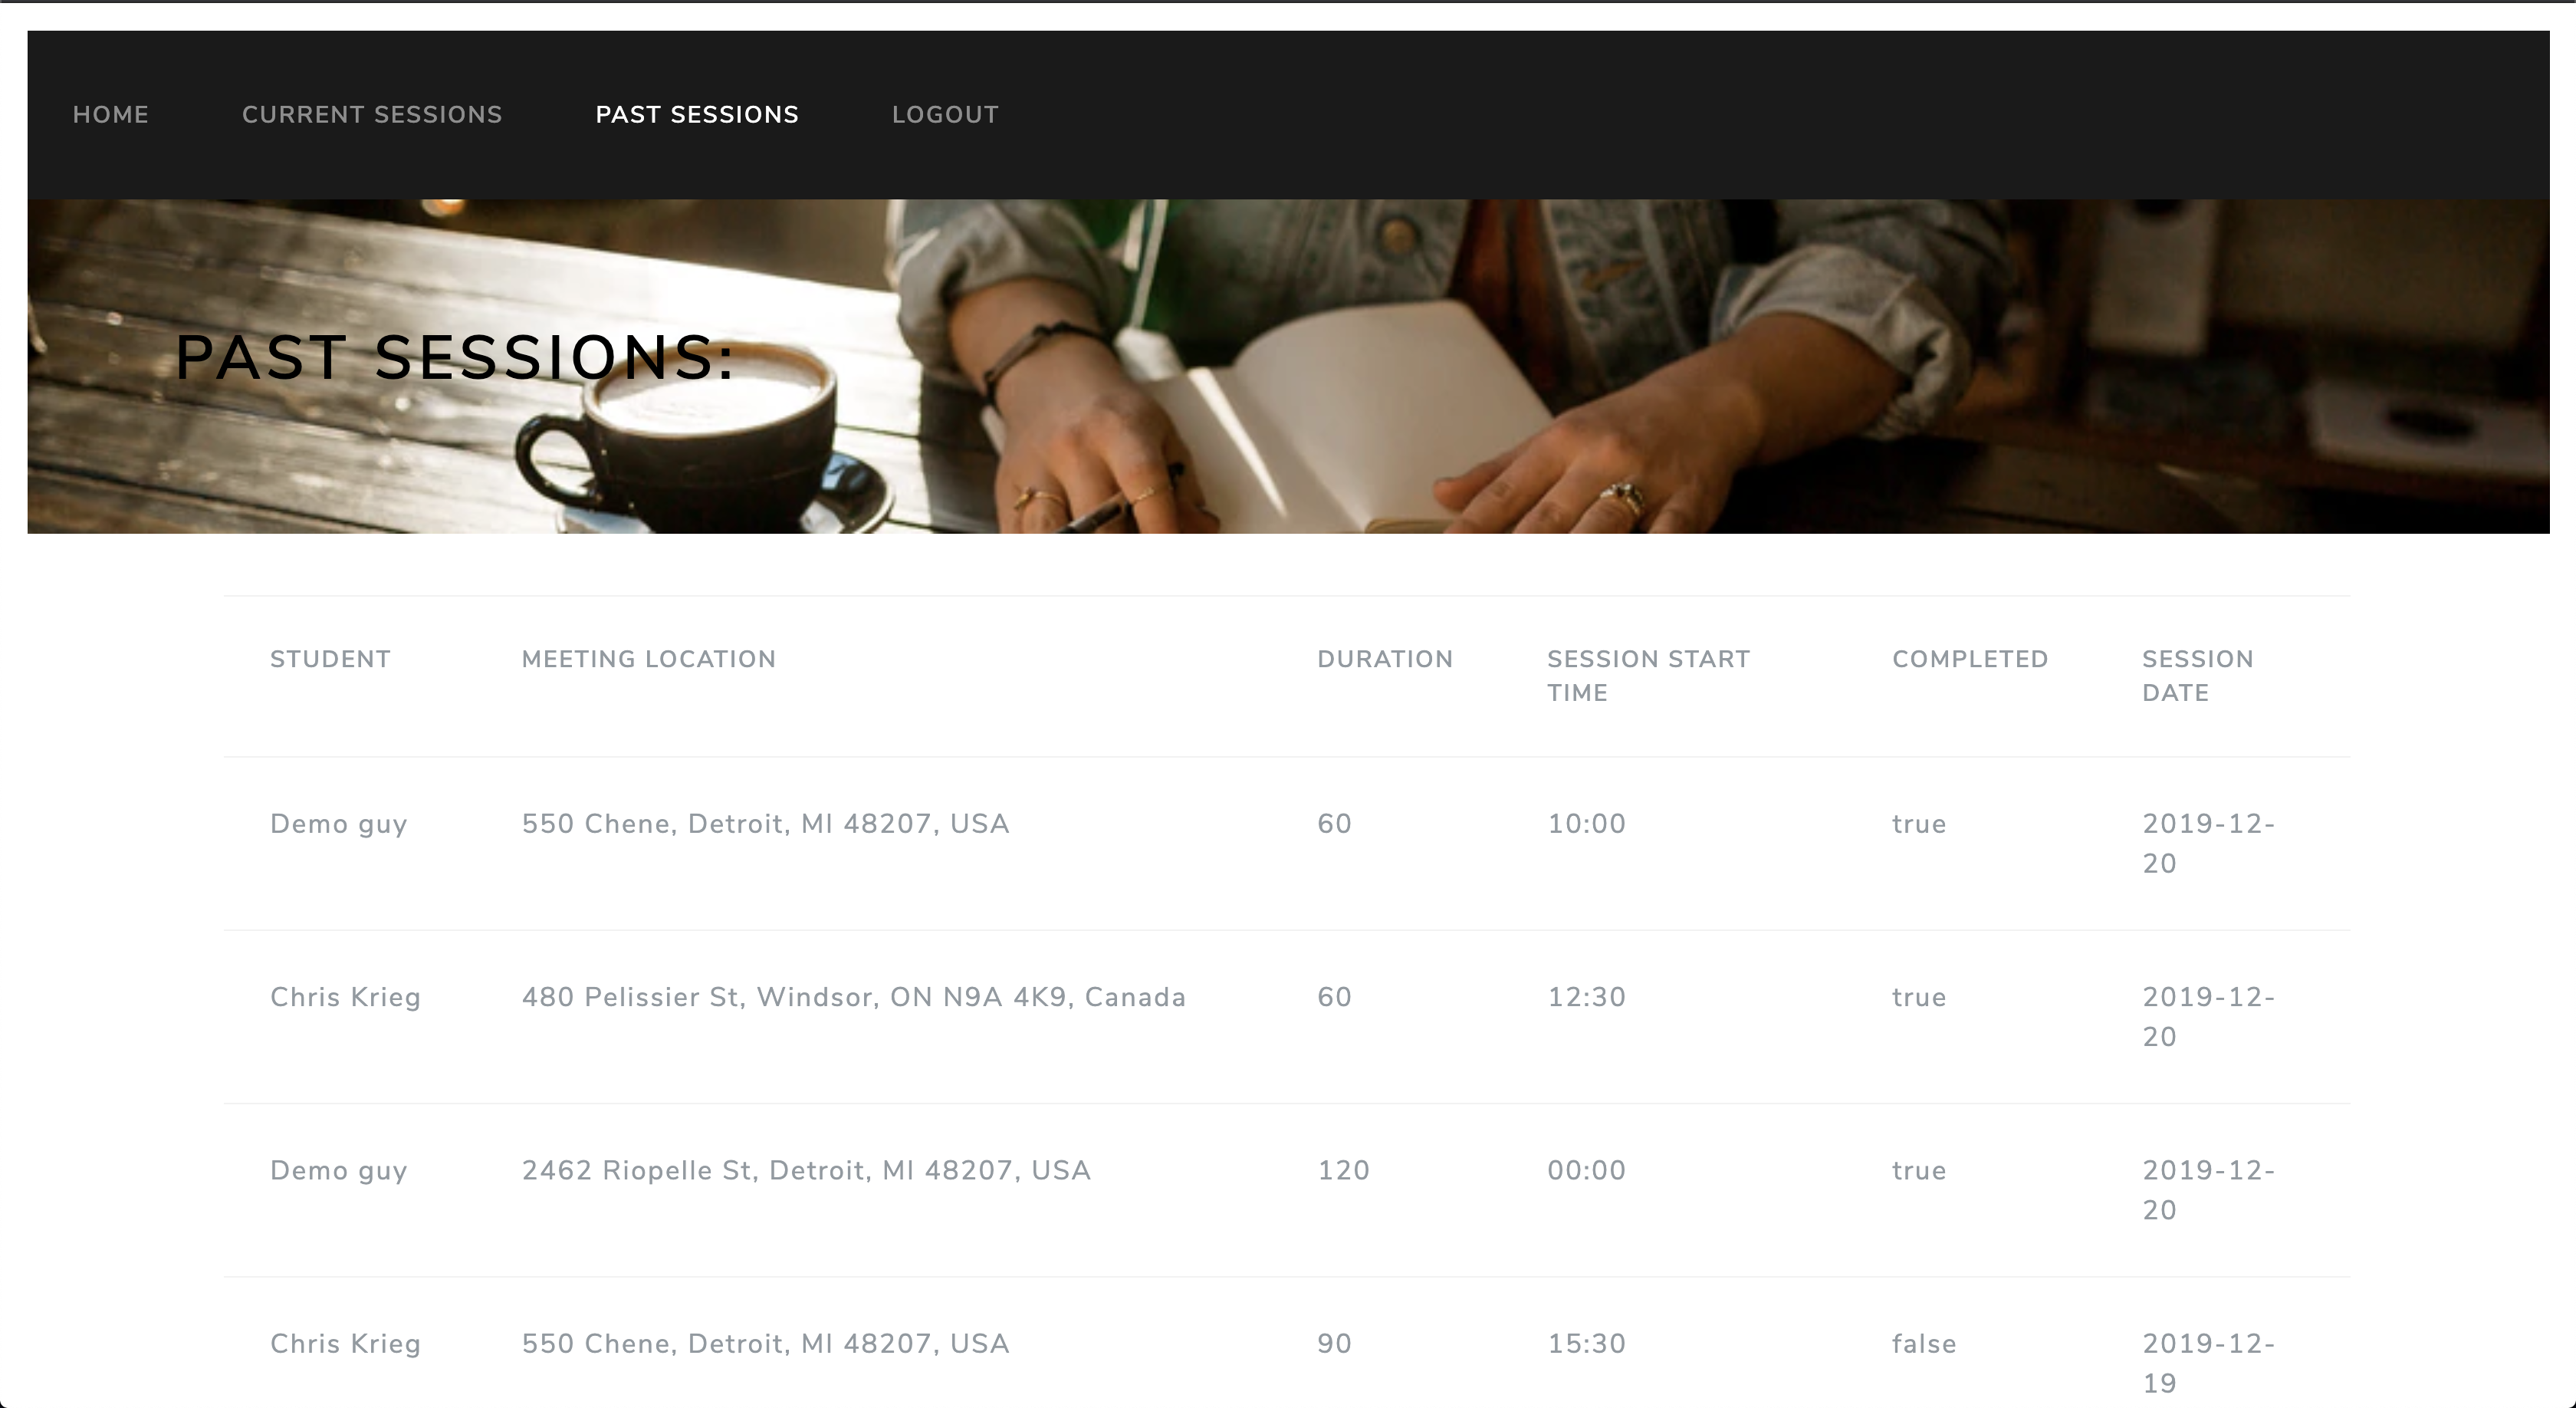 HOME CURRENT SESSIONS PAST SESSIONS LOGOUT
PAST SESSIONS:
STUDENT MEETING LOCATION DURATION SESSION START TIME COMPLETED SESSION DATE
Demo guy 550 Chene, Detroit, MI 48207, USA 60 10:00 true 2019-12-20
Chris Krieg 480 Pelissier St, Windsor, ON N9A 4K9, Canada 60 12:30 true 2019-12-20
Demo guy 2462 Riopelle St, Detroit, MI 48207, USA 120 00:00 true 2019-12-20
Chris Krieg 550 Chene, Detroit, MI 48207, USA 90 15:30 false 2019-12-19